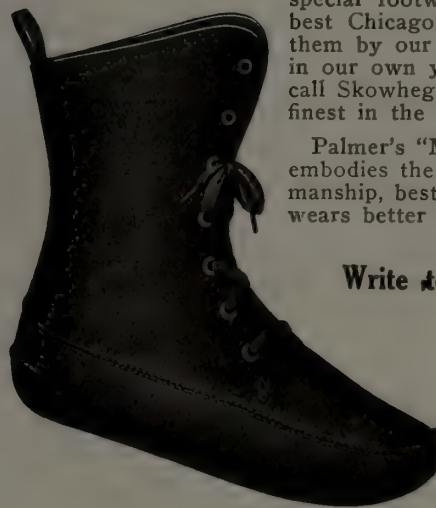 special footw
best Chicago
them by our
in our own y
call Skowheg
finest in the
Palmer's "M
embodies the
manship, best
wears better
Write to